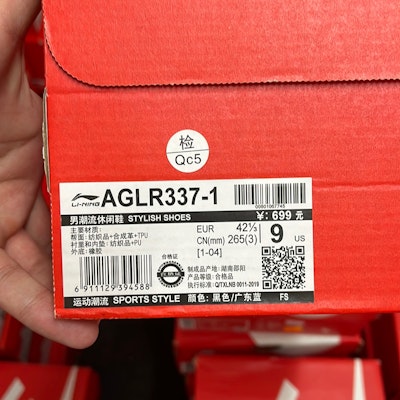 检
Qc5
LI-NING AGLR337-1
00001067745
男潮流休闲鞋 STYLISH SHOES ¥: 699 元
主要材质:
帮面: 纺织品+合成革+TPU
衬里和内垫: 纺织品+PU
外底: 橡胶
EUR 42⅔
CN(mm) 265(3)
[1-04]
9 US
合格证
制成品产地: 湖南邵阳
产品等级: 合格品
执行标准: Q/TXLNB 0011-2019
6 911129 394588
运动潮流 SPORTS STYLE 颜色: 黑色/广东蓝 FS